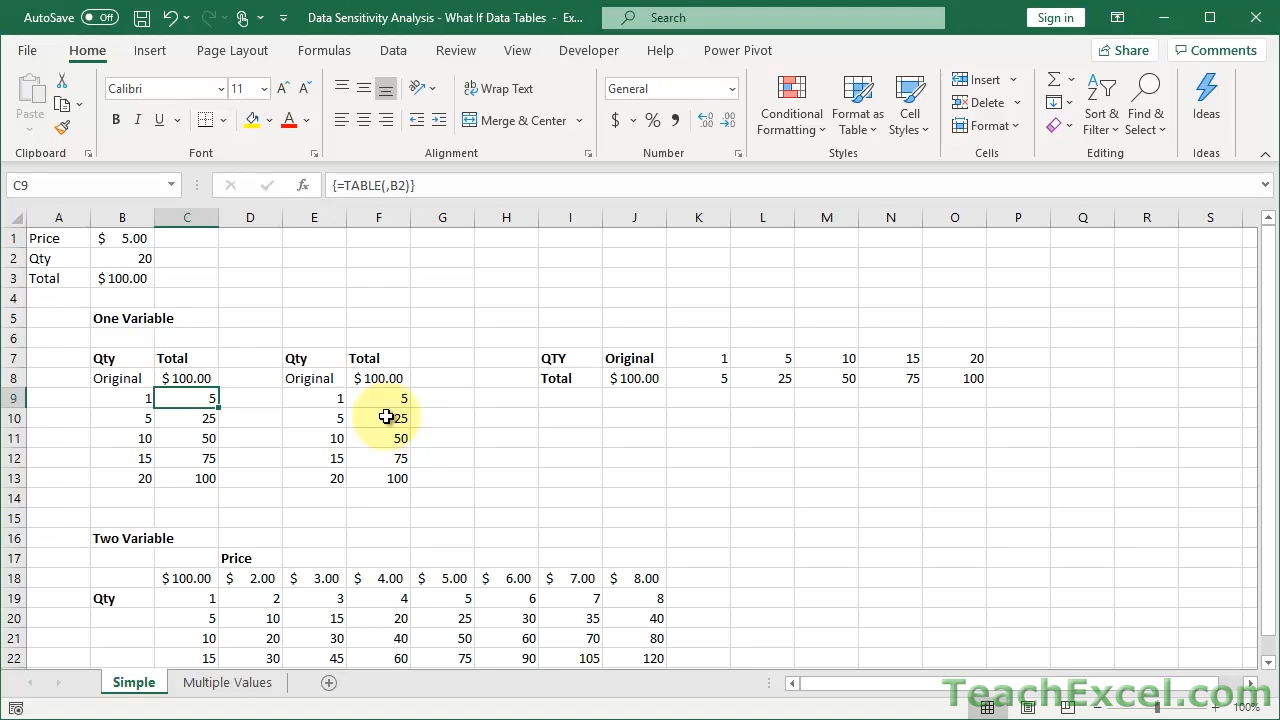 AutoSave Off Data Sensitivity Analysis - What If Data Tables - Ex... Search Sign in
File Home Insert Page Layout Formulas Data Review View Developer Help Power Pivot Share Comments
Paste Calibri 11 A A Wrap Text General Conditional Formatting Format as Table Cell Styles Insert Sort & Filter Find & Select Ideas
B I U A Merge & Center $ % Delete
Format
Clipboard Font Alignment Number Styles Cells Editing Ideas
C9 fx {=TABLE(,B2)}
A B C D E F G H I J K L M N O P Q R S
1 Price $ 5.00
2 Qty 20
3 Total $ 100.00
4
5 One Variable
6
7 Qty Total Qty Total QTY Original 1 5 10 15 20
8 Original $ 100.00 Original $ 100.00 Total $ 100.00 5 25 50 75 100
9 1 5 1 5
10 5 25 5 25
11 10 50 10 50
12 15 75 15 75
13 20 100 20 100
14
15
16 Two Variable
17 Price
18 $ 100.00 $ 2.00 $ 3.00 $ 4.00 $ 5.00 $ 6.00 $ 7.00 $ 8.00
19 Qty 1 2 3 4 5 6 7 8
20 5 10 15 20 25 30 35 40
21 10 20 30 40 50 60 70 80
22 15 30 45 60 75 90 105 120
Simple Multiple Values
TeachExcel.com
100%